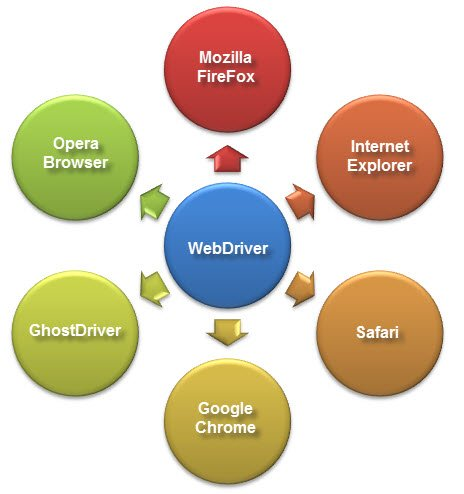 Mozilla
FireFox
Opera
Browser
Internet
Explorer
WebDriver
GhostDriver
Safari
Google
Chrome